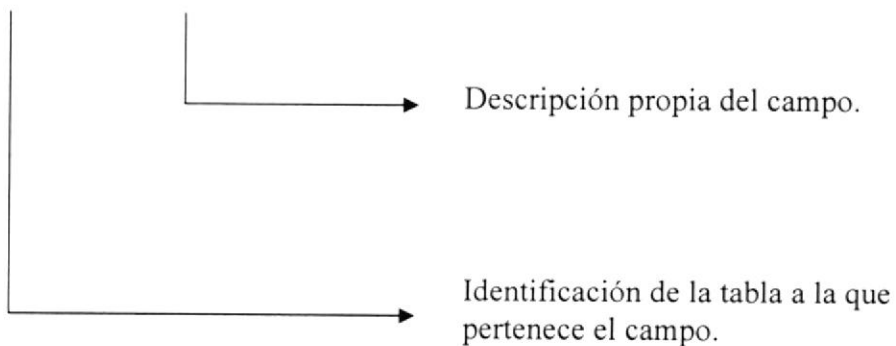 Descripción propia del campo.
Identificación de la tabla a la que
pertenece el campo.